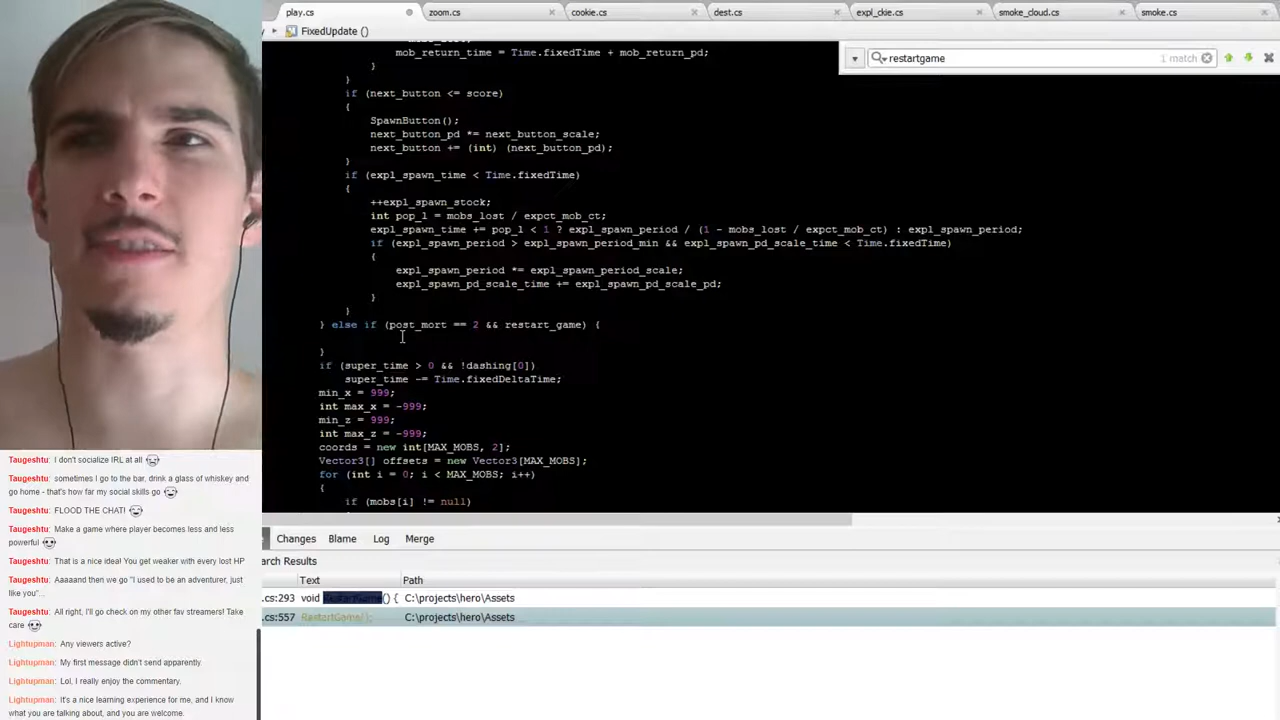 play.cs
zoom.cs
cookie.cs
dest.cs
expl_ckie.cs
smoke_cloud.cs
smoke.cs
FixedUpdate ()
restartgame
1 match
mob_return_time = Time.fixedTime + mob_return_pd;
}
}
if (next_button <= score)
{
SpawnButton();
next_button_pd *= next_button_scale;
next_button += (int) (next_button_pd);
}
if (expl_spawn_time < Time.fixedTime)
{
++expl_spawn_stock;
int pop_l = mobs_lost / expct_mob_ct;
expl_spawn_time += pop_l < 1 ? expl_spawn_period / (1 - mobs_lost / expct_mob_ct) : expl_spawn_period;
if (expl_spawn_period > expl_spawn_period_min && expl_spawn_pd_scale_time < Time.fixedTime)
{
expl_spawn_period *= expl_spawn_period_scale;
expl_spawn_pd_scale_time += expl_spawn_pd_scale_pd;
}
}
} else if (post_mort == 2 && restart_game) {
}
if (super_time > 0 && !dashing[0])
super_time -= Time.fixedDeltaTime;
min_x = 999;
int max_x = -999;
min_z = 999;
int max_z = -999;
coords = new int[MAX_MOBS, 2];
Vector3[] offsets = new Vector3[MAX_MOBS];
for (int i = 0; i < MAX_MOBS; i++)
{
if (mobs[i] != null)
Changes
Blame
Log
Merge
arch Results
Text
Path
.cs:293
void RestartGame() {
C:\projects\hero\Assets
.cs:557
RestartGame();
C:\projects\hero\Assets
Taugeshtu: I don't socialize IRL at all
Taugeshtu: sometimes I go to the bar, drink a glass of whiskey and
go home - that's how far my social skills go
Taugeshtu: FLOOD THE CHAT!
Taugeshtu: Make a game where player becomes less and less
powerful
Taugeshtu: That is a nice idea! You get weaker with every lost HP
Taugeshtu: Aaaaand then we go "I used to be an adventurer, just
like you"...
Taugeshtu: All right, I'll go check on my other fav streamers! Take
care
Lightupman: Any viewers active?
Lightupman: My first message didn't send apparently.
Lightupman: Lol, I really enjoy the commentary.
Lightupman: It's a nice learning experience for me, and I know
what you are talking about, and you are welcome.